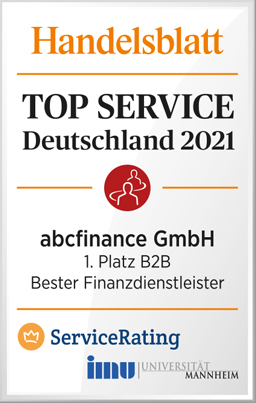 Handelsblatt
TOP SERVICE
Deutschland 2021
abcfinance GmbH
1. Platz B2B
Bester Finanzdienstleister
ServiceRating
imu UNIVERSITÄT
MANNHEIM